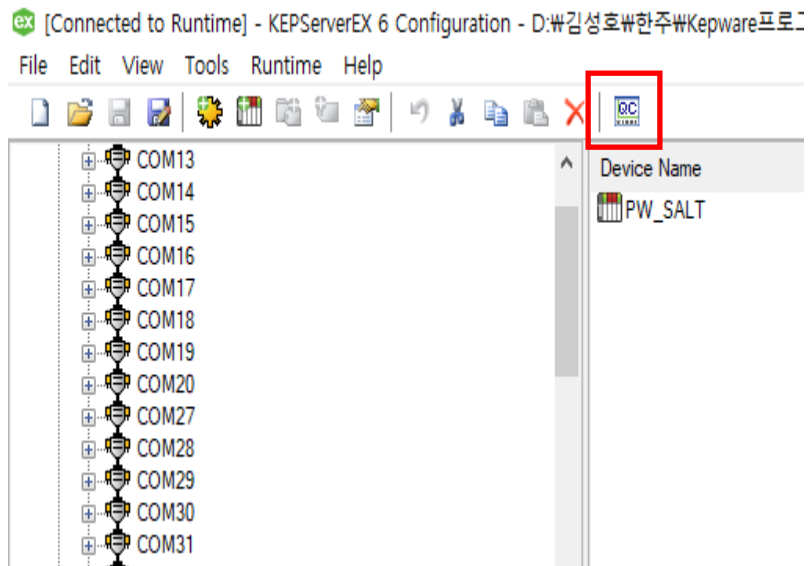 ex [Connected to Runtime] - KEPServerEX 6 Configuration - D:₩김성호₩한주₩Kepware프로그
File Edit View Tools Runtime Help
QC
COM13
COM14
COM15
COM16
COM17
COM18
COM19
COM20
COM27
COM28
COM29
COM30
COM31
Device Name
PW_SALT